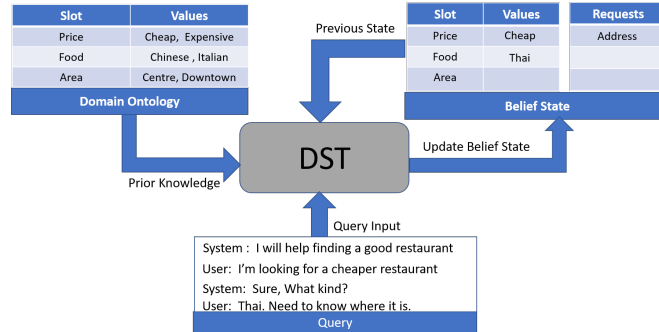 Slot Values
Price Cheap, Expensive
Food Chinese , Italian
Area Centre, Downtown
Domain Ontology
Previous State
Slot Values Requests
Price Cheap Address
Food Thai
Area
Belief State
DST
Prior Knowledge
Update Belief State
Query Input
System : I will help finding a good restaurant
User: I'm looking for a cheaper restaurant
System: Sure, What kind?
User: Thai. Need to know where it is.
Query